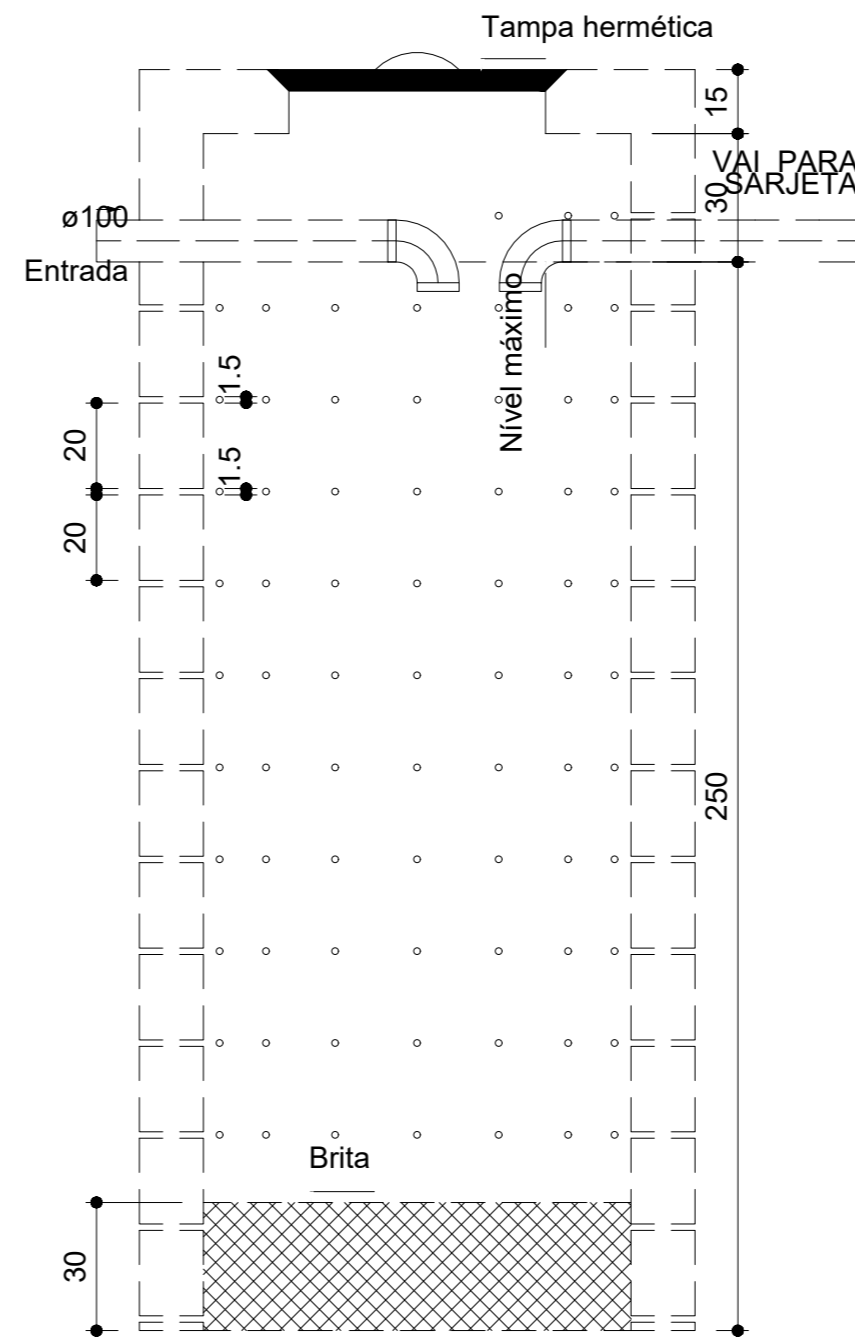 Tampa hermética
15
VAI PARA
SARJETA
30
ø100
Entrada
Nível máximo
1.5
20
1.5
20
250
Brita
30